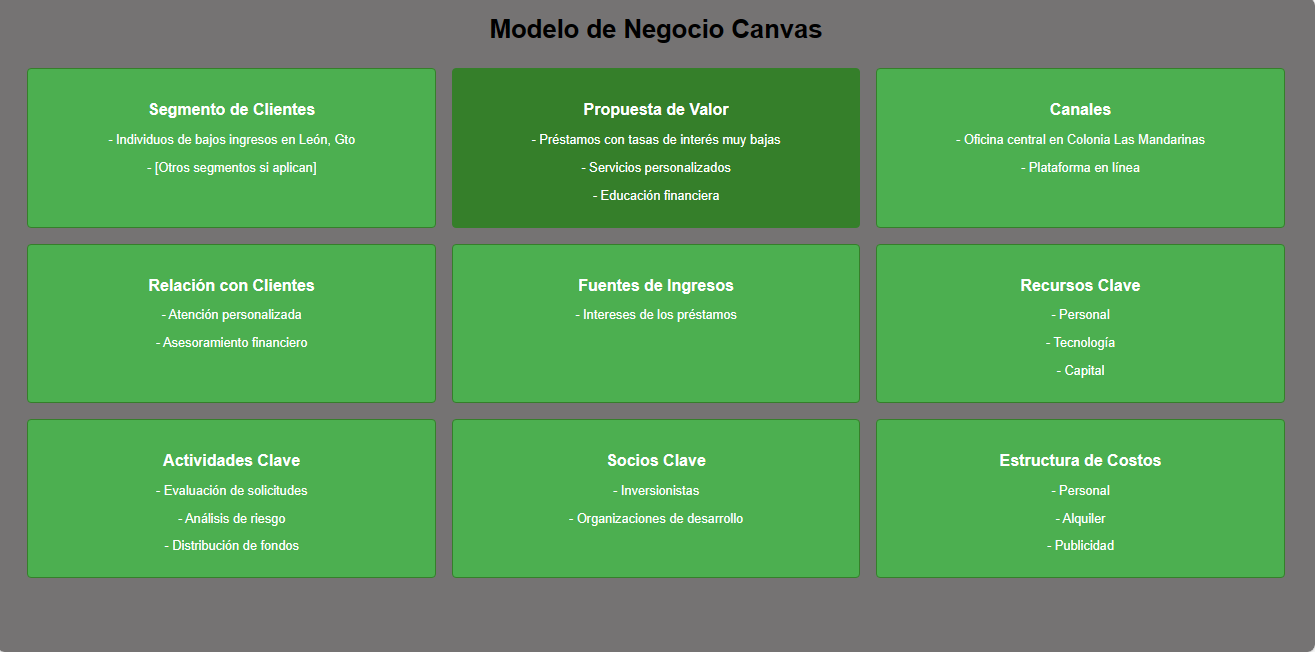 Modelo de Negocio Canvas
Segmento de Clientes
- Individuos de bajos ingresos en León, Gto
- [Otros segmentos si aplican]
Propuesta de Valor
- Préstamos con tasas de interés muy bajas
- Servicios personalizados
- Educación financiera
Canales
- Oficina central en Colonia Las Mandarinas
- Plataforma en línea
Relación con Clientes
- Atención personalizada
- Asesoramiento financiero
Fuentes de Ingresos
- Intereses de los préstamos
Recursos Clave
- Personal
- Tecnología
- Capital
Actividades Clave
- Evaluación de solicitudes
- Análisis de riesgo
- Distribución de fondos
Socios Clave
- Inversionistas
- Organizaciones de desarrollo
Estructura de Costos
- Personal
- Alquiler
- Publicidad